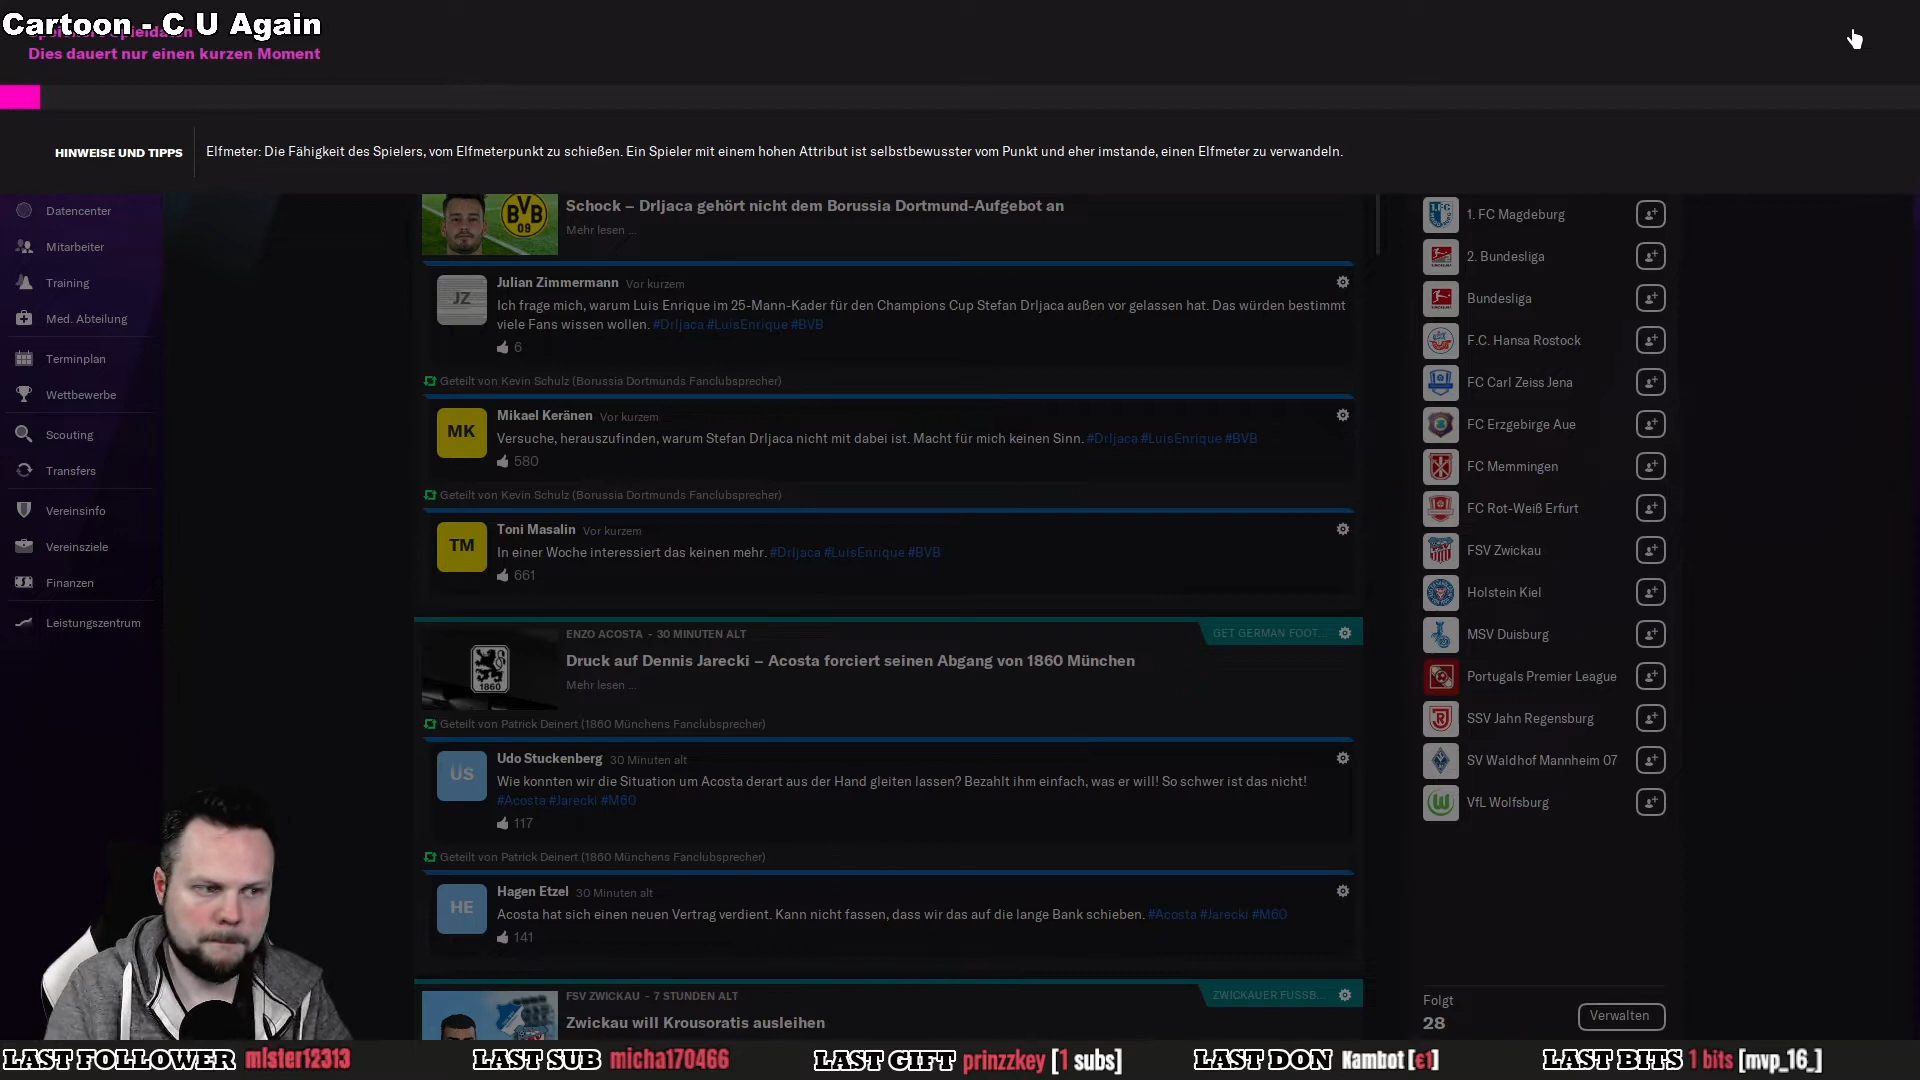 Cartoon - C U Again
Dies dauert nur einen kurzen Moment
HINWEISE UND TIPPS
Elfmeter: Die Fähigkeit des Spielers, vom Elfmeterpunkt zu schießen. Ein Spieler mit einem hohen Attribut ist selbstbewusster vom Punkt und eher imstande, einen Elfmeter zu verwandeln.
Datencenter
Mitarbeiter
Training
Med. Abteilung
Terminplan
Wettbewerbe
Scouting
Transfers
Vereinsinfo
Vereinsziele
Finanzen
Leistungszentrum
BVB
09
Schock – Drljaca gehört nicht dem Borussia Dortmund-Aufgebot an
Mehr lesen ...
JZ
Julian Zimmermann Vor kurzem
Ich frage mich, warum Luis Enrique im 25-Mann-Kader für den Champions Cup Stefan Drljaca außen vor gelassen hat. Das würden bestimmt
viele Fans wissen wollen. #Drljaca #LuisEnrique #BVB
6
Geteilt von Kevin Schulz (Borussia Dortmunds Fanclubsprecher)
MK
Mikael Keränen Vor kurzem
Versuche, herauszufinden, warum Stefan Drljaca nicht mit dabei ist. Macht für mich keinen Sinn. #Drljaca #LuisEnrique #BVB
580
Geteilt von Kevin Schulz (Borussia Dortmunds Fanclubsprecher)
TM
Toni Masalin Vor kurzem
In einer Woche interessiert das keinen mehr. #Drljaca #LuisEnrique #BVB
661
ENZO ACOSTA - 30 MINUTEN ALT
GET GERMAN FOOT...
1860
Druck auf Dennis Jarecki – Acosta forciert seinen Abgang von 1860 München
Mehr lesen ...
Geteilt von Patrick Deinert (1860 Münchens Fanclubsprecher)
US
Udo Stuckenberg 30 Minuten alt
Wie konnten wir die Situation um Acosta derart aus der Hand gleiten lassen? Bezahlt ihm einfach, was er will! So schwer ist das nicht!
#Acosta #Jarecki #M60
117
Geteilt von Patrick Deinert (1860 Münchens Fanclubsprecher)
HE
Hagen Etzel 30 Minuten alt
Acosta hat sich einen neuen Vertrag verdient. Kann nicht fassen, dass wir das auf die lange Bank schieben. #Acosta #Jarecki #M60
141
FSV ZWICKAU - 7 STUNDEN ALT
ZWICKAUER FUSSB...
Zwickau will Krousoratis ausleihen
1. FC Magdeburg
2. Bundesliga
Bundesliga
F.C. Hansa Rostock
FC Carl Zeiss Jena
FC Erzgebirge Aue
FC Memmingen
FC Rot-Weiß Erfurt
FSV Zwickau
Holstein Kiel
MSV Duisburg
Portugals Premier League
SSV Jahn Regensburg
SV Waldhof Mannheim 07
VfL Wolfsburg
Folgt
28
Verwalten
LAST FOLLOWER mister12313
LAST SUB micha170466
LAST GIFT prinzzkey [1 subs]
LAST DON Kambot [€1]
LAST BITS 1 bits [mvp_16_]